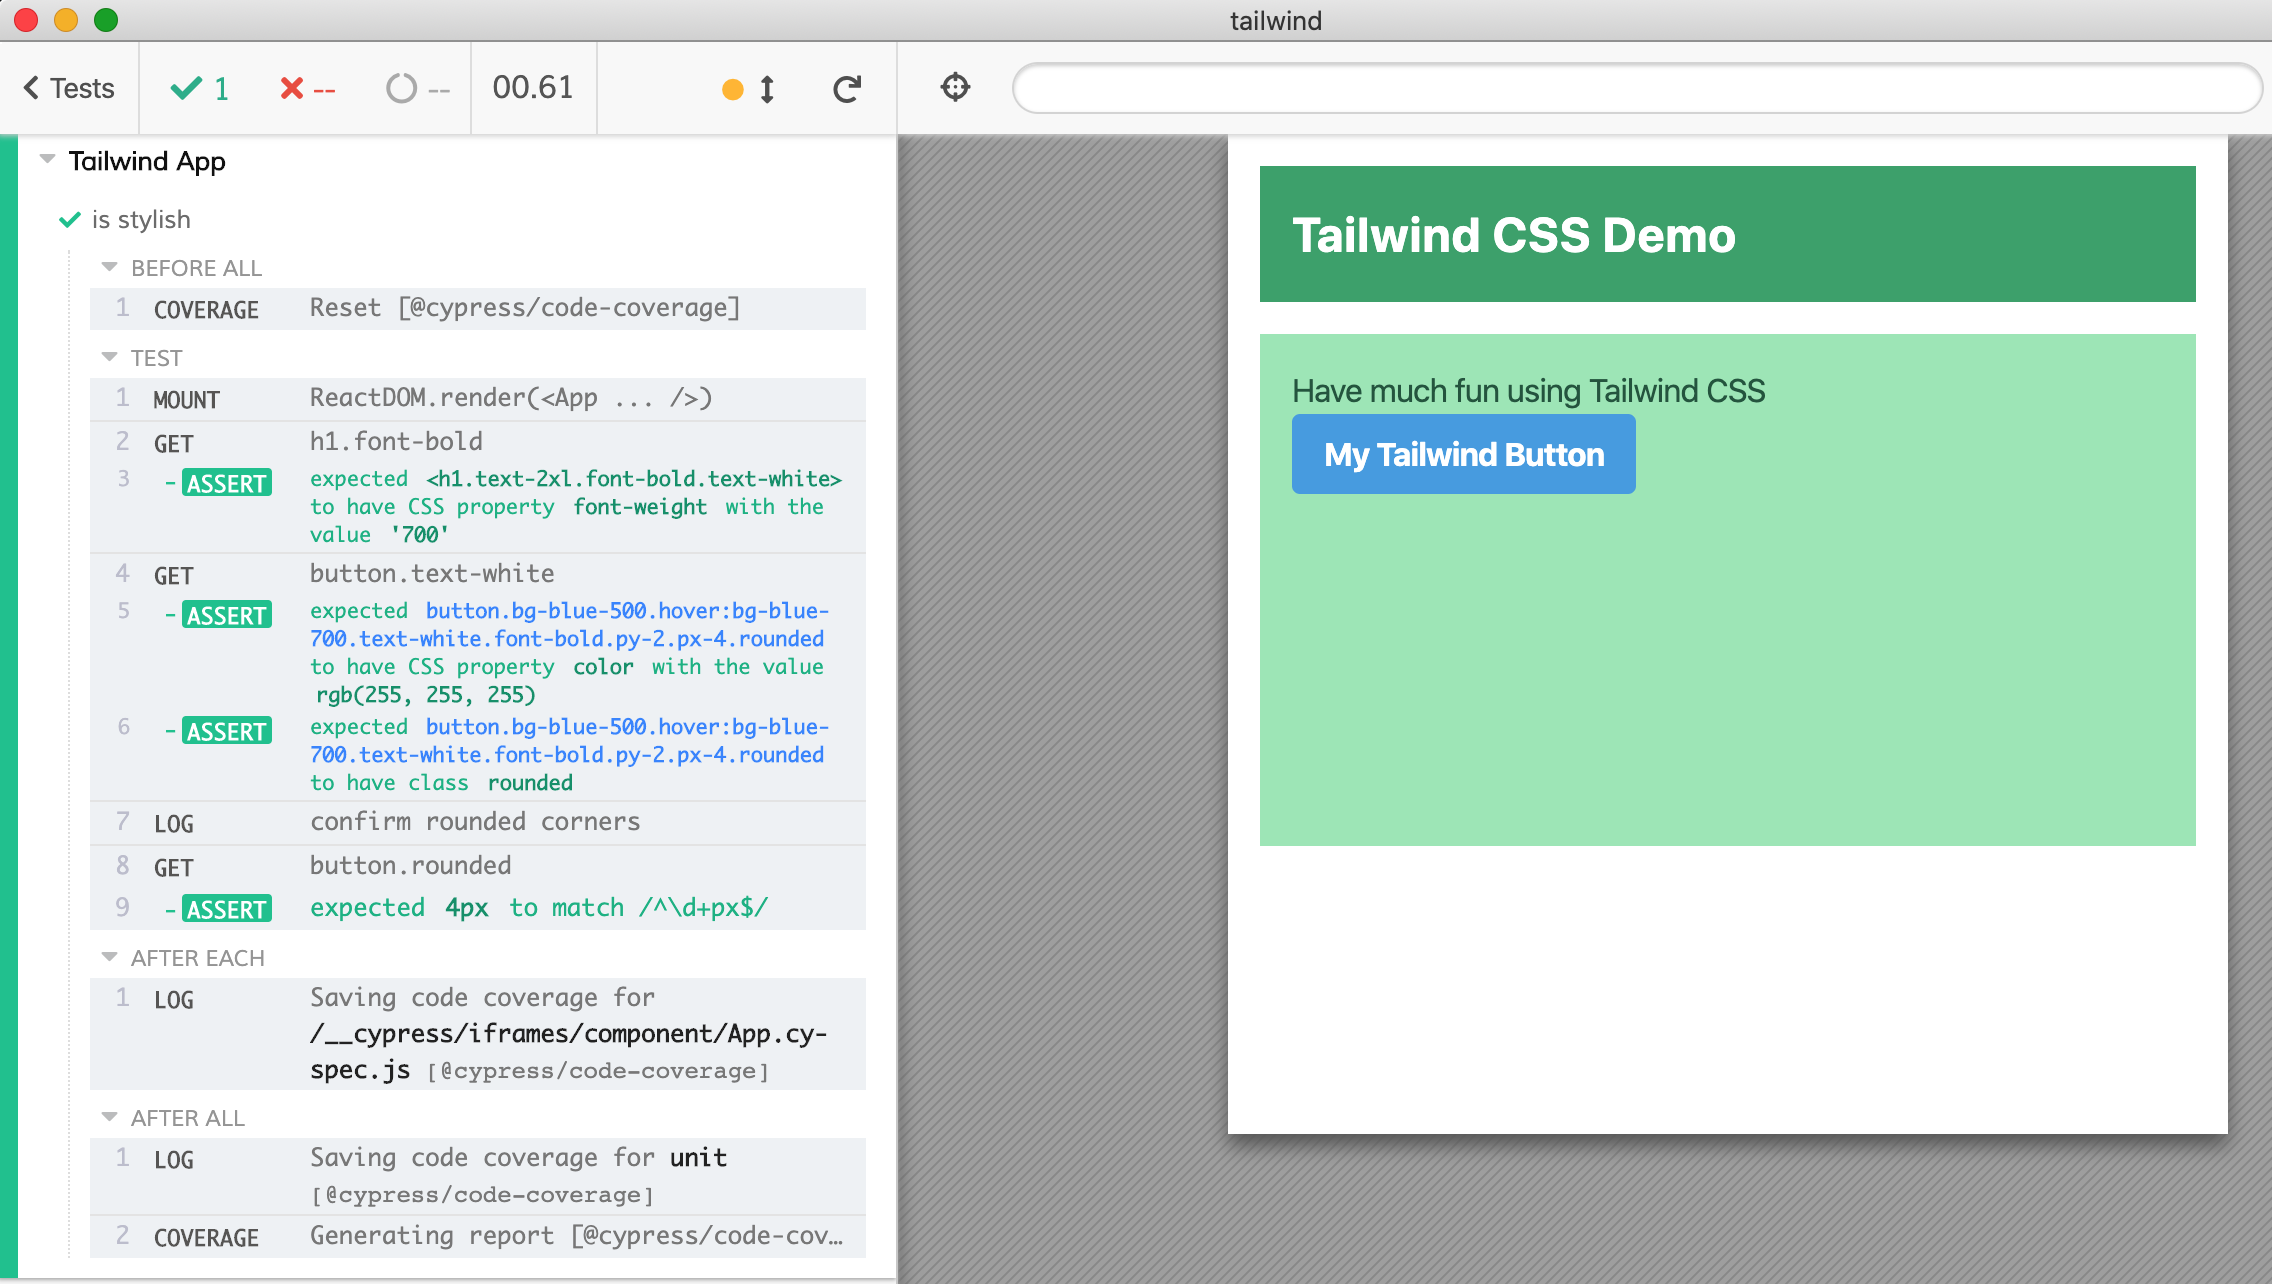 tailwind
Tests
1
--
--
00.61
Tailwind App
is stylish
BEFORE ALL
1 COVERAGE Reset [@cypress/code-coverage]
TEST
1 MOUNT ReactDOM.render(<App ... />)
2 GET h1.font-bold
3 -ASSERT expected <h1.text-2xl.font-bold.text-white>
to have CSS property font-weight with the
value '700'
4 GET button.text-white
5 -ASSERT expected button.bg-blue-500.hover:bg-blue-
700.text-white.font-bold.py-2.px-4.rounded
to have CSS property color with the value
rgb(255, 255, 255)
6 -ASSERT expected button.bg-blue-500.hover:bg-blue-
700.text-white.font-bold.py-2.px-4.rounded
to have class rounded
7 LOG confirm rounded corners
8 GET button.rounded
9 -ASSERT expected 4px to match /^\d+px$/
AFTER EACH
1 LOG Saving code coverage for
/__cypress/iframes/component/App.cy-
spec.js [@cypress/code-coverage]
AFTER ALL
1 LOG Saving code coverage for unit
[@cypress/code-coverage]
2 COVERAGE Generating report [@cypress/code-cov…
Tailwind CSS Demo
Have much fun using Tailwind CSS
My Tailwind Button